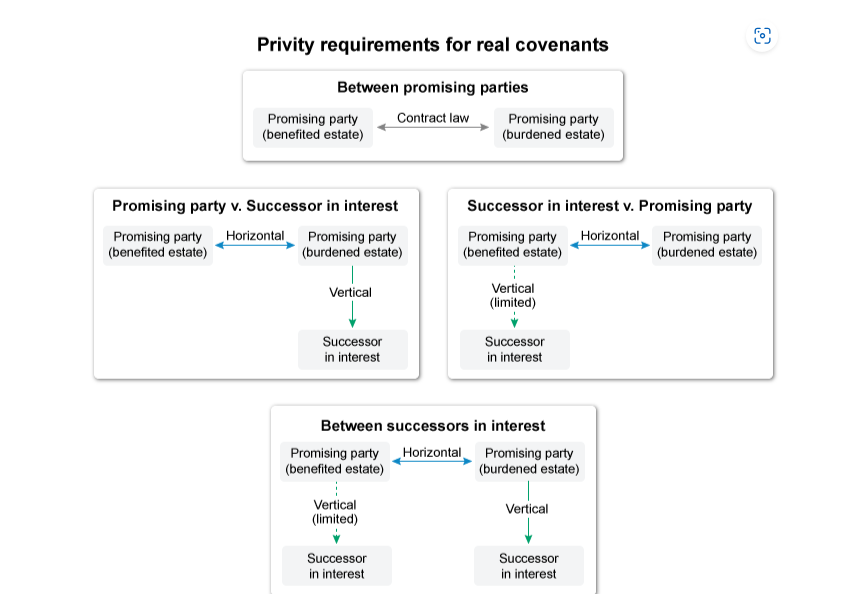 Privity requirements for real covenants
Between promising parties
Promising party
(benefited estate)
Contract law
Promising party
(burdened estate)
Promising party v. Successor in interest
Promising party
(benefited estate)
Horizontal
Promising party
(burdened estate)
Vertical
Successor
in interest
Successor in interest v. Promising party
Promising party
(benefited estate)
Horizontal
Promising party
(burdened estate)
Vertical
(limited)
Successor
in interest
Between successors in interest
Promising party
(benefited estate)
Horizontal
Promising party
(burdened estate)
Vertical
(limited)
Vertical
Successor
in interest
Successor
in interest